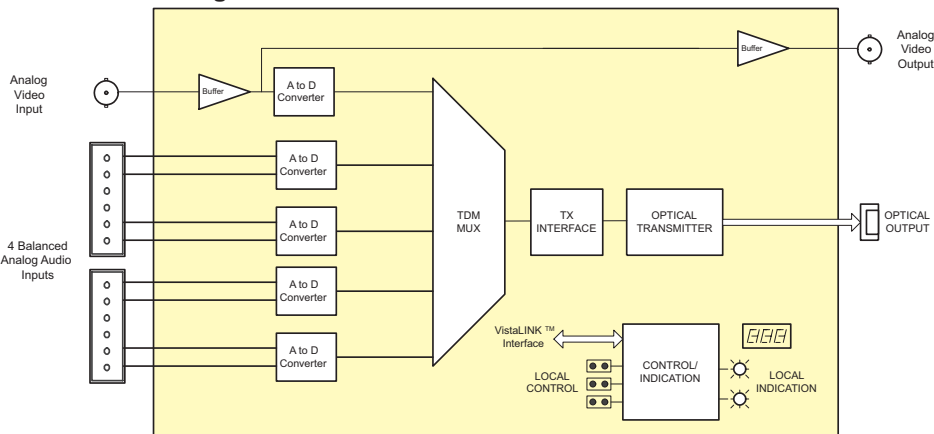 Analog
Video
Output
Buffer
Analog
Video
Input
Buffer
A to D
Converter
A to D
Converter
A to D
Converter
4 Balanced
Analog Audio
Inputs
A to D
Converter
A to D
Converter
TDM
MUX
TX
INTERFACE
OPTICAL
TRANSMITTER
OPTICAL
OUTPUT
VistaLINK ™
Interface
LOCAL
CONTROL
CONTROL/
INDICATION
LOCAL
INDICATION